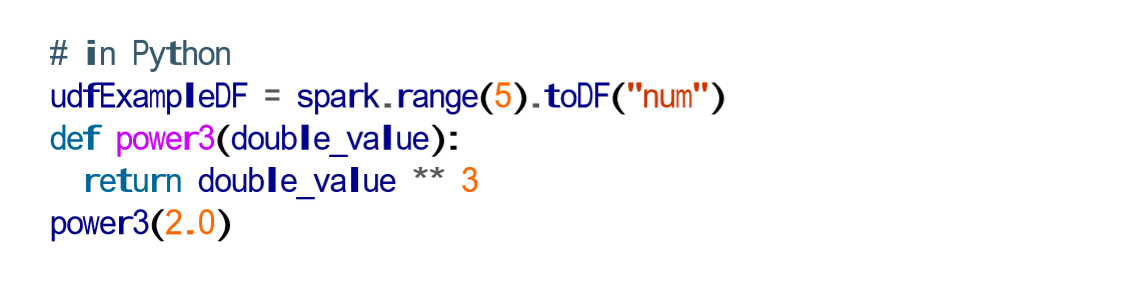 # in Python
udfExampleDF = spark.range(5).toDF("num")
def power3(double_value):
  return double_value ** 3
power3(2.0)